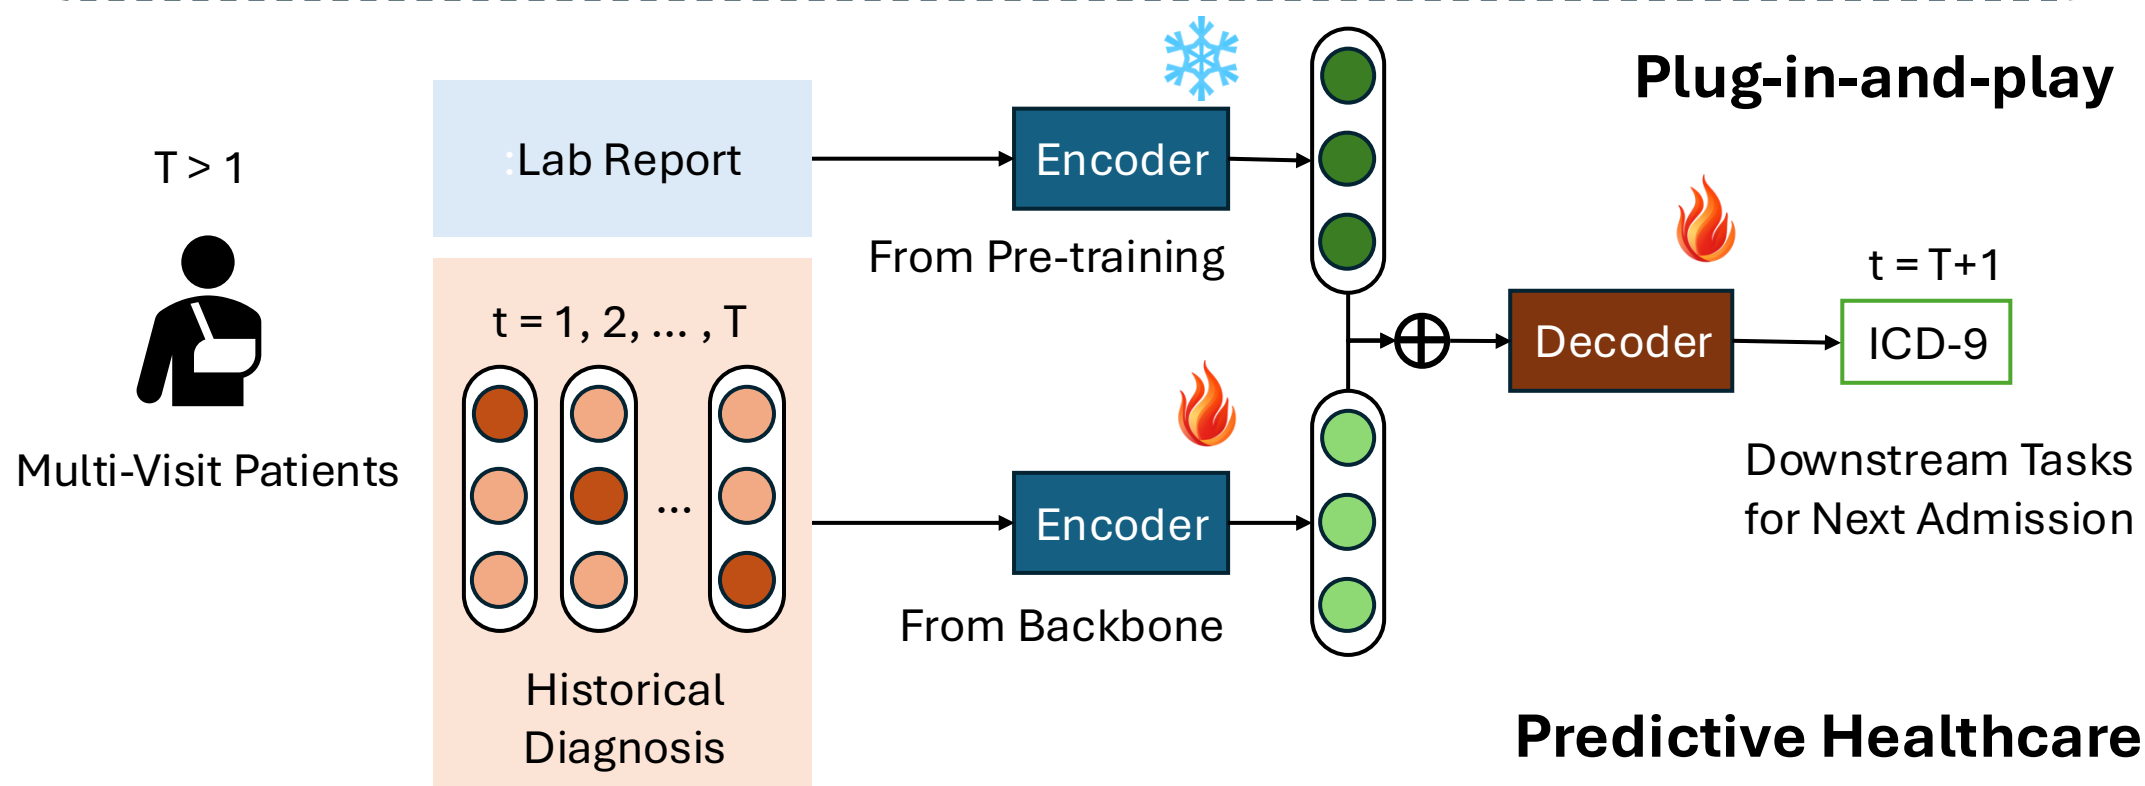 Plug-in-and-play
T > 1
:Lab Report
Encoder
From Pre-training
Multi-Visit Patients
t = 1, 2, ... , T
...
Historical
Diagnosis
Encoder
From Backbone
Decoder
t = T+1
ICD-9
Downstream Tasks
for Next Admission
Predictive Healthcare